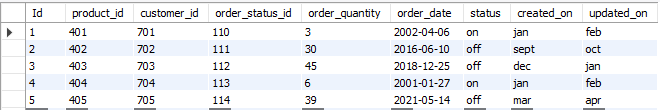 Id product_id customer_id order_status_id order_quantity order_date status created_on updated_on
1 401 701 110 3 2002-04-06 on jan feb
2 402 702 111 30 2016-06-10 off sept oct
3 403 703 112 45 2018-12-25 off dec jan
4 404 704 113 6 2001-01-27 on jan feb
5 405 705 114 39 2021-05-14 off mar apr